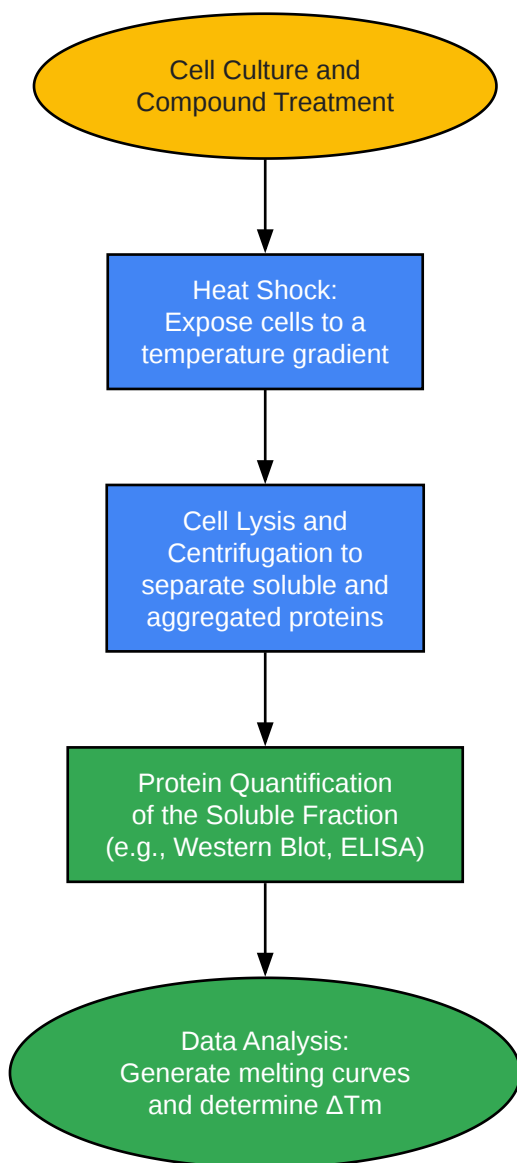 Cell Culture and
Compound Treatment
Heat Shock:
Expose cells to a
temperature gradient
Cell Lysis and
Centrifugation to
separate soluble and
aggregated proteins
Protein Quantification
of the Soluble Fraction
(e.g., Western Blot, ELISA)
Data Analysis:
Generate melting curves
and determine ΔTm